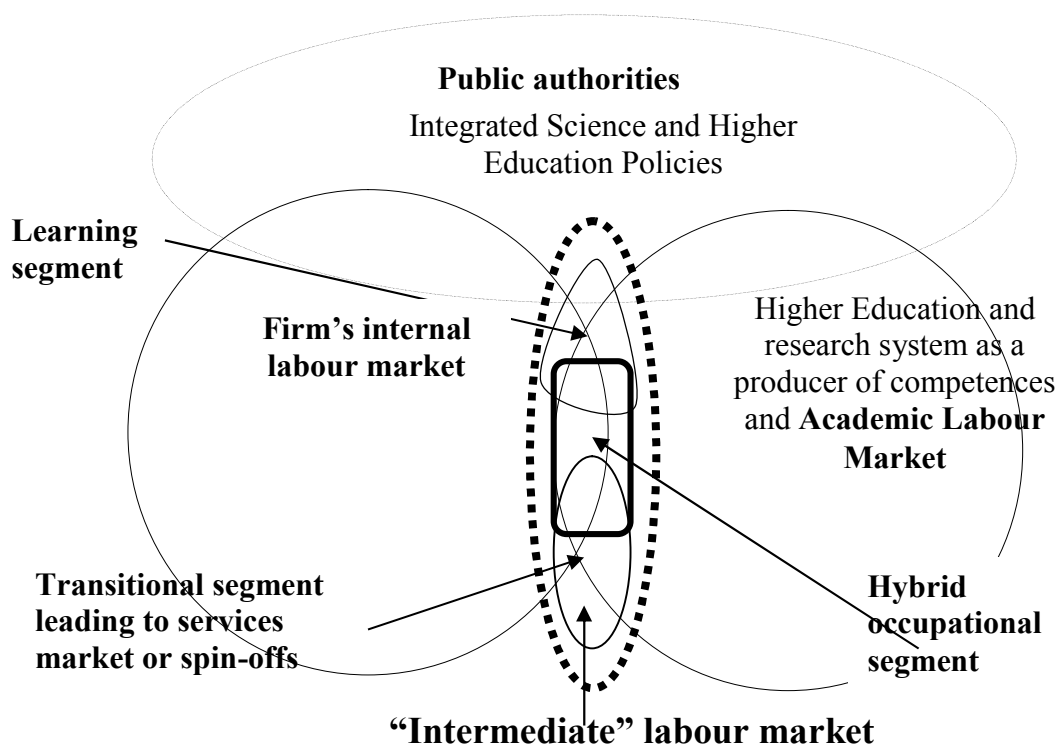 Public authorities
Integrated Science and Higher
Education Policies
Learning
segment
Firm’s internal
labour market
Higher Education and
research system as a
producer of competences
and Academic Labour
Market
Transitional segment
leading to services
market or spin-offs
Hybrid
occupational
segment
“Intermediate” labour market